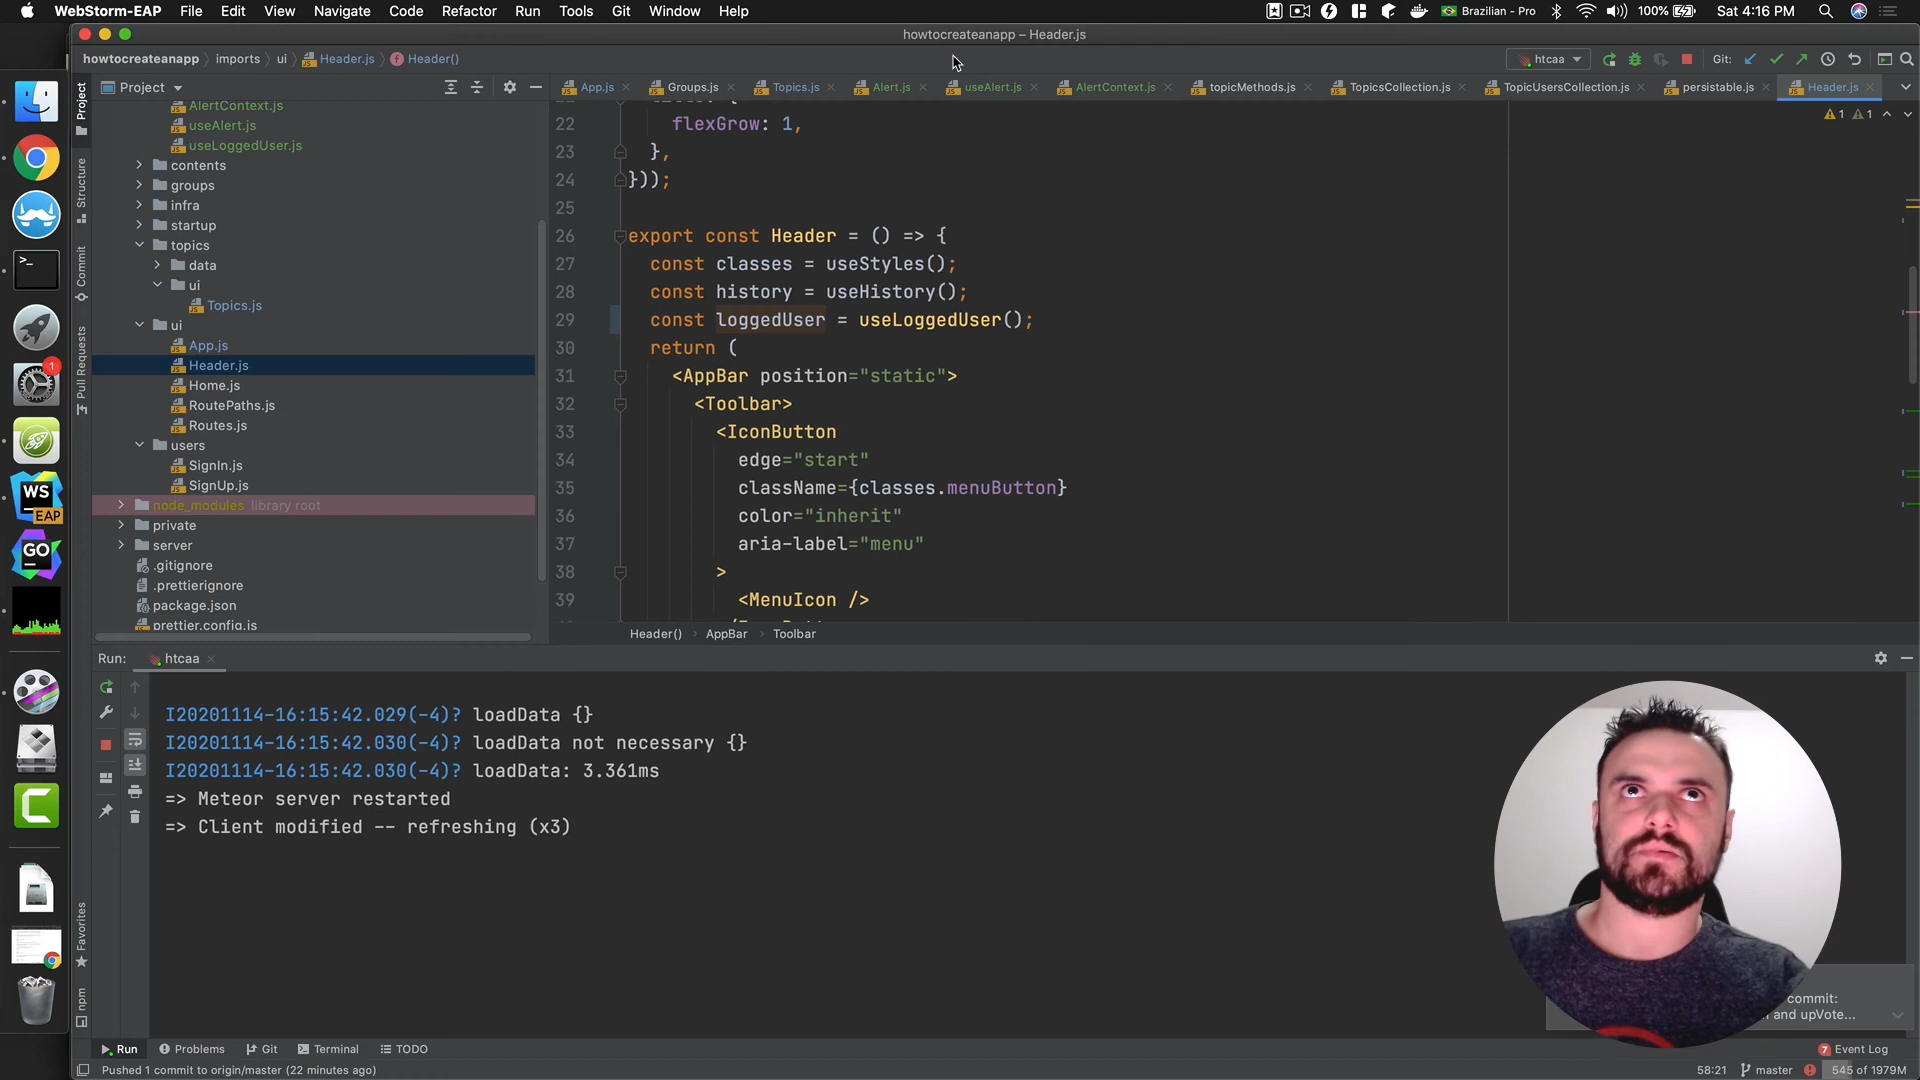 WebStorm-EAP File Edit View Navigate Code Refactor Run Tools Git Window Help
Brazilian - Pro 100% Sat 4:16 PM
howtocreateanapp – Header.js
howtocreateanapp imports ui Header.js Header()
htcaa Git:
Project
App.js Groups.js Topics.js Alert.js useAlert.js AlertContext.js topicMethods.js TopicsCollection.js TopicUsersCollection.js persistable.js Header.js
1 1
Project
Structure
Commit
Pull Requests
Favorites
npm
AlertContext.js
useAlert.js
useLoggedUser.js
contents
groups
infra
startup
topics
data
ui
Topics.js
ui
App.js
Header.js
Home.js
RoutePaths.js
Routes.js
users
SignIn.js
SignUp.js
node_modules library root
private
server
.gitignore
.prettierignore
package.json
prettier.config.js
1
WS
EAP
GO
22 flexGrow: 1,
23 },
24 }));
25
26 export const Header = () => {
27 const classes = useStyles();
28 const history = useHistory();
29 const loggedUser = useLoggedUser();
30 return (
31 <AppBar position="static">
32 <Toolbar>
33 <IconButton
34 edge="start"
35 className={classes.menuButton}
36 color="inherit"
37 aria-label="menu"
38 >
39 <MenuIcon />
Header() AppBar Toolbar
Run: htcaa
I20201114-16:15:42.029(-4)? loadData {}
I20201114-16:15:42.030(-4)? loadData not necessary {}
I20201114-16:15:42.030(-4)? loadData: 3.361ms
=> Meteor server restarted
=> Client modified -- refreshing (x3)
commit:
and upVote...
Run Problems Git Terminal TODO
7 Event Log
Pushed 1 commit to origin/master (22 minutes ago)
58:21 master 545 of 1979M